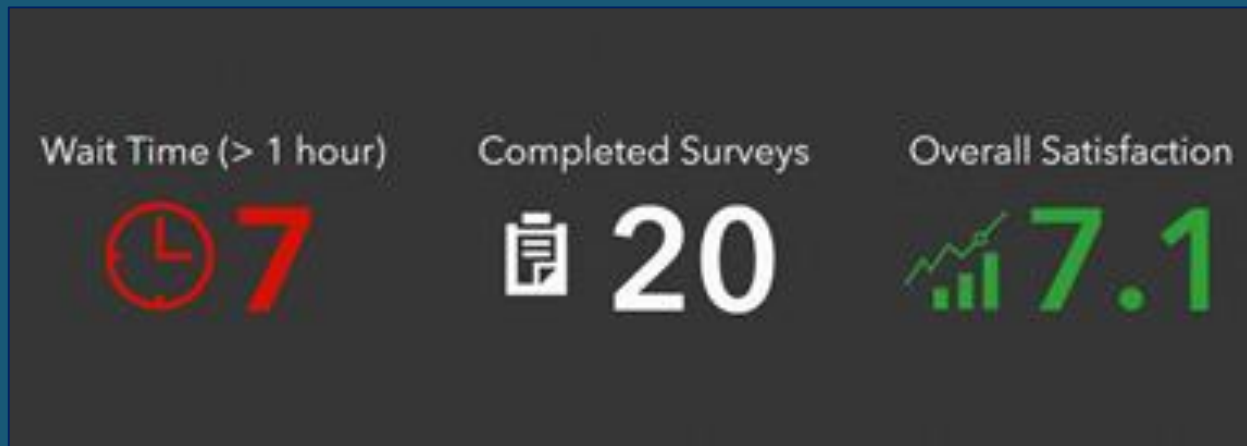 Wait Time (> 1 hour)
7
Completed Surveys
20
Overall Satisfaction
7.1